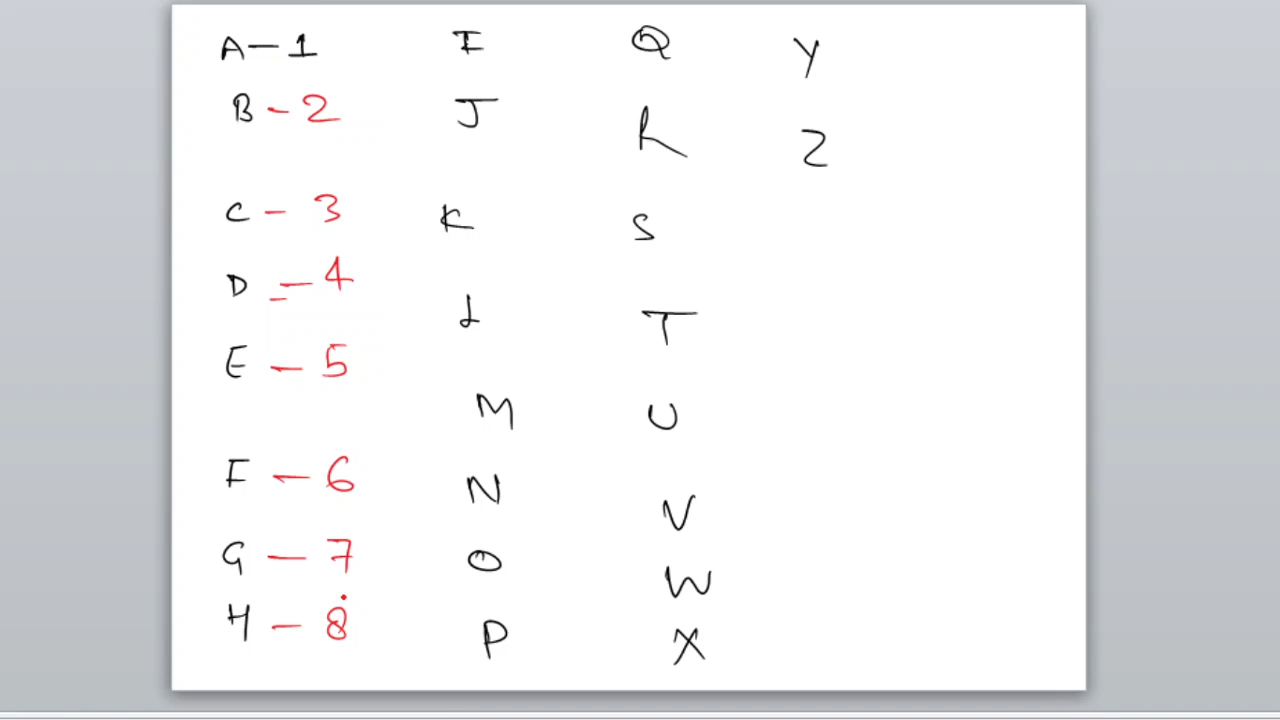 A - 1 I Q Y
B - 2 J R Z
C - 3 K S
D - 4 L T
E - 5 M U
F - 6 N V
G - 7 O W
H - 8 P X